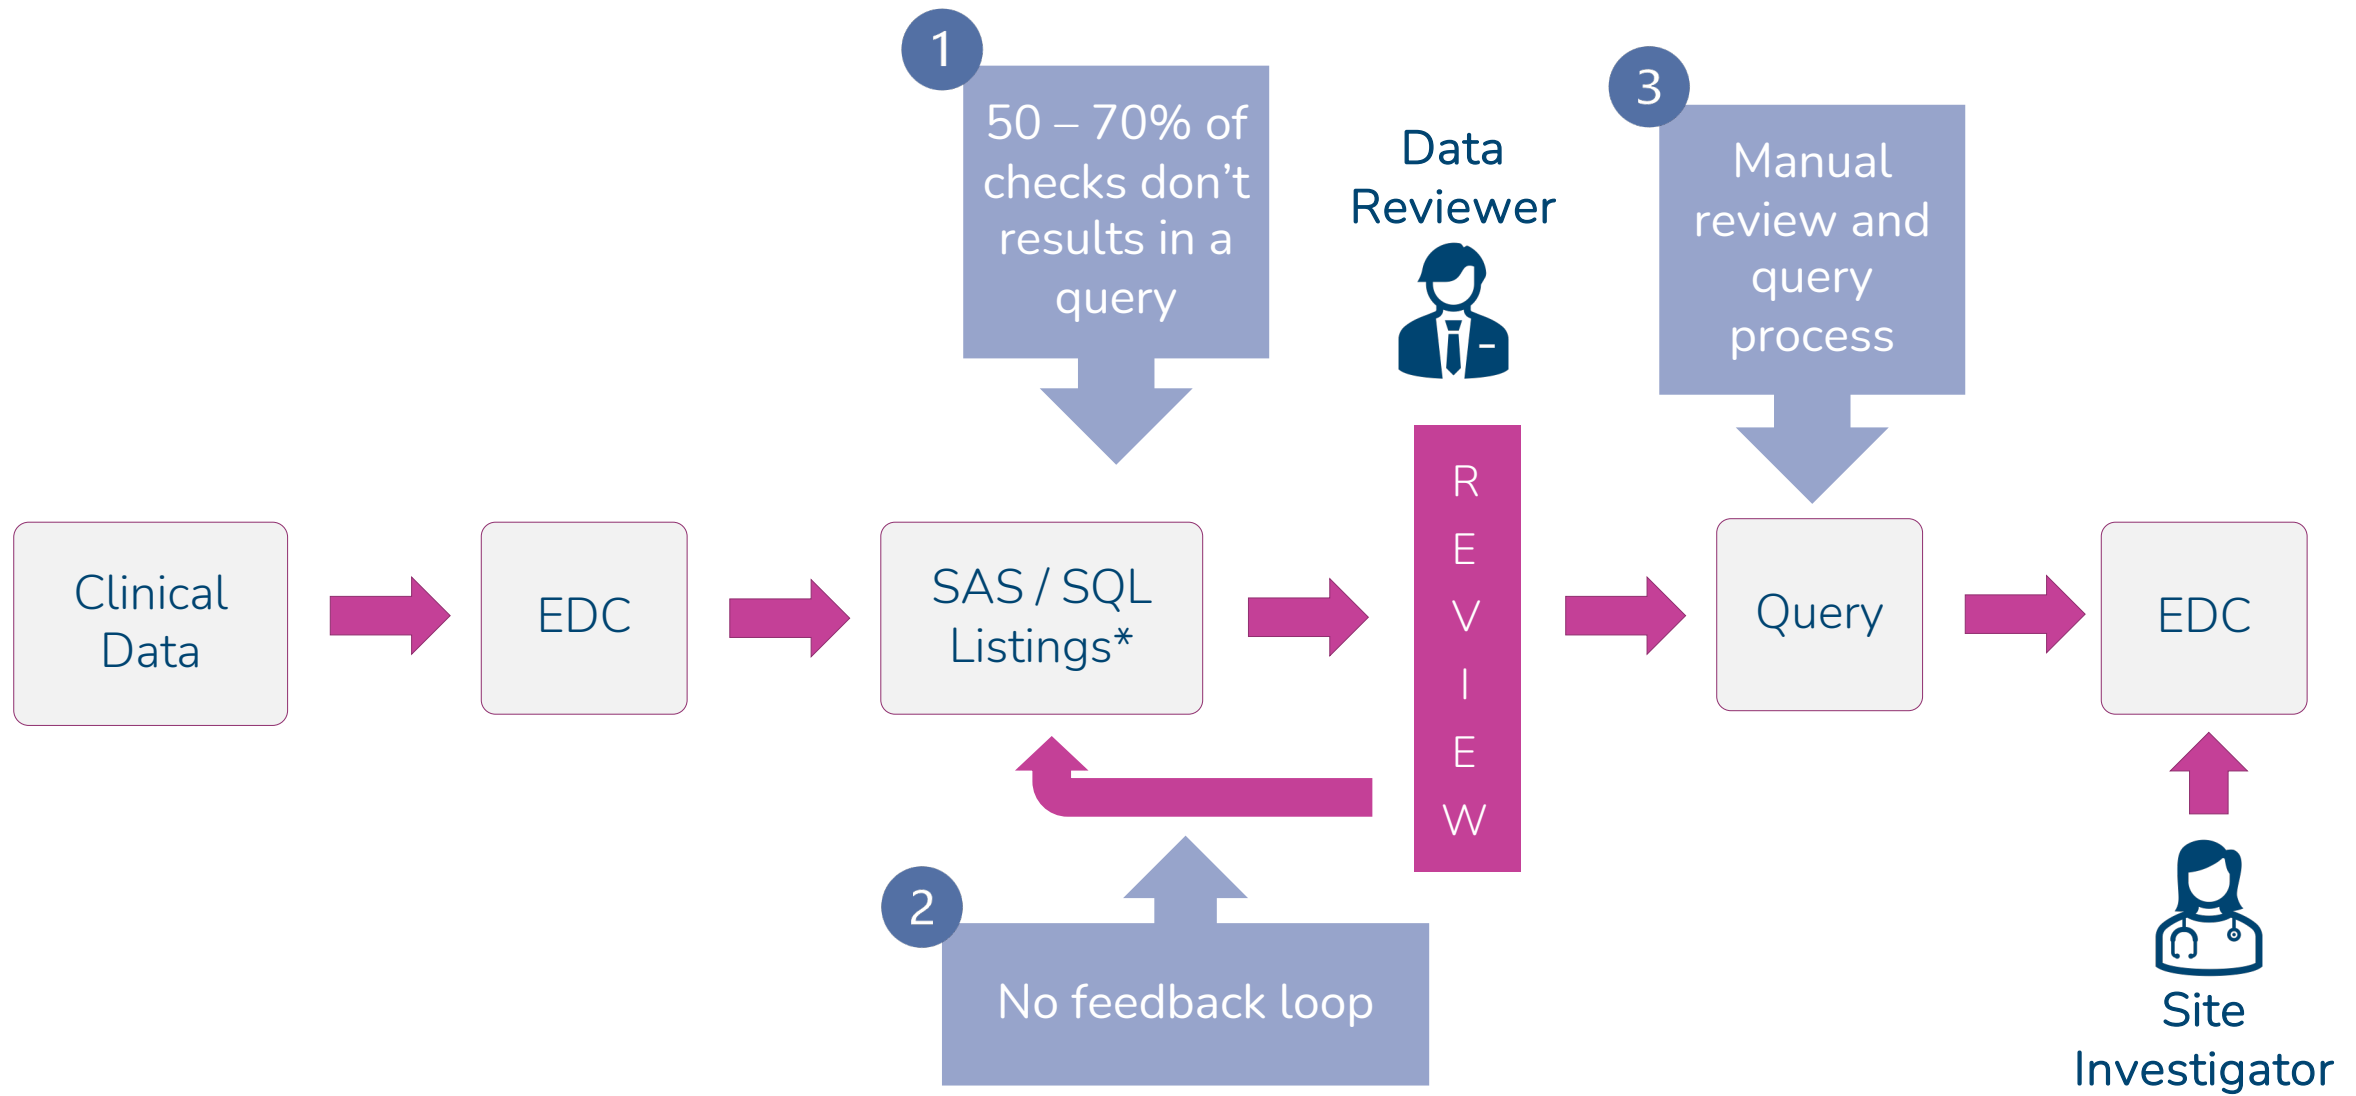 1
50 – 70% of
checks don’t
results in a
query
Data
Reviewer
3
Manual
review and
query
process
Clinical
Data
EDC
SAS / SQL
Listings*
R
E
V
I
E
W
Query
EDC
2
No feedback loop
Site
Investigator